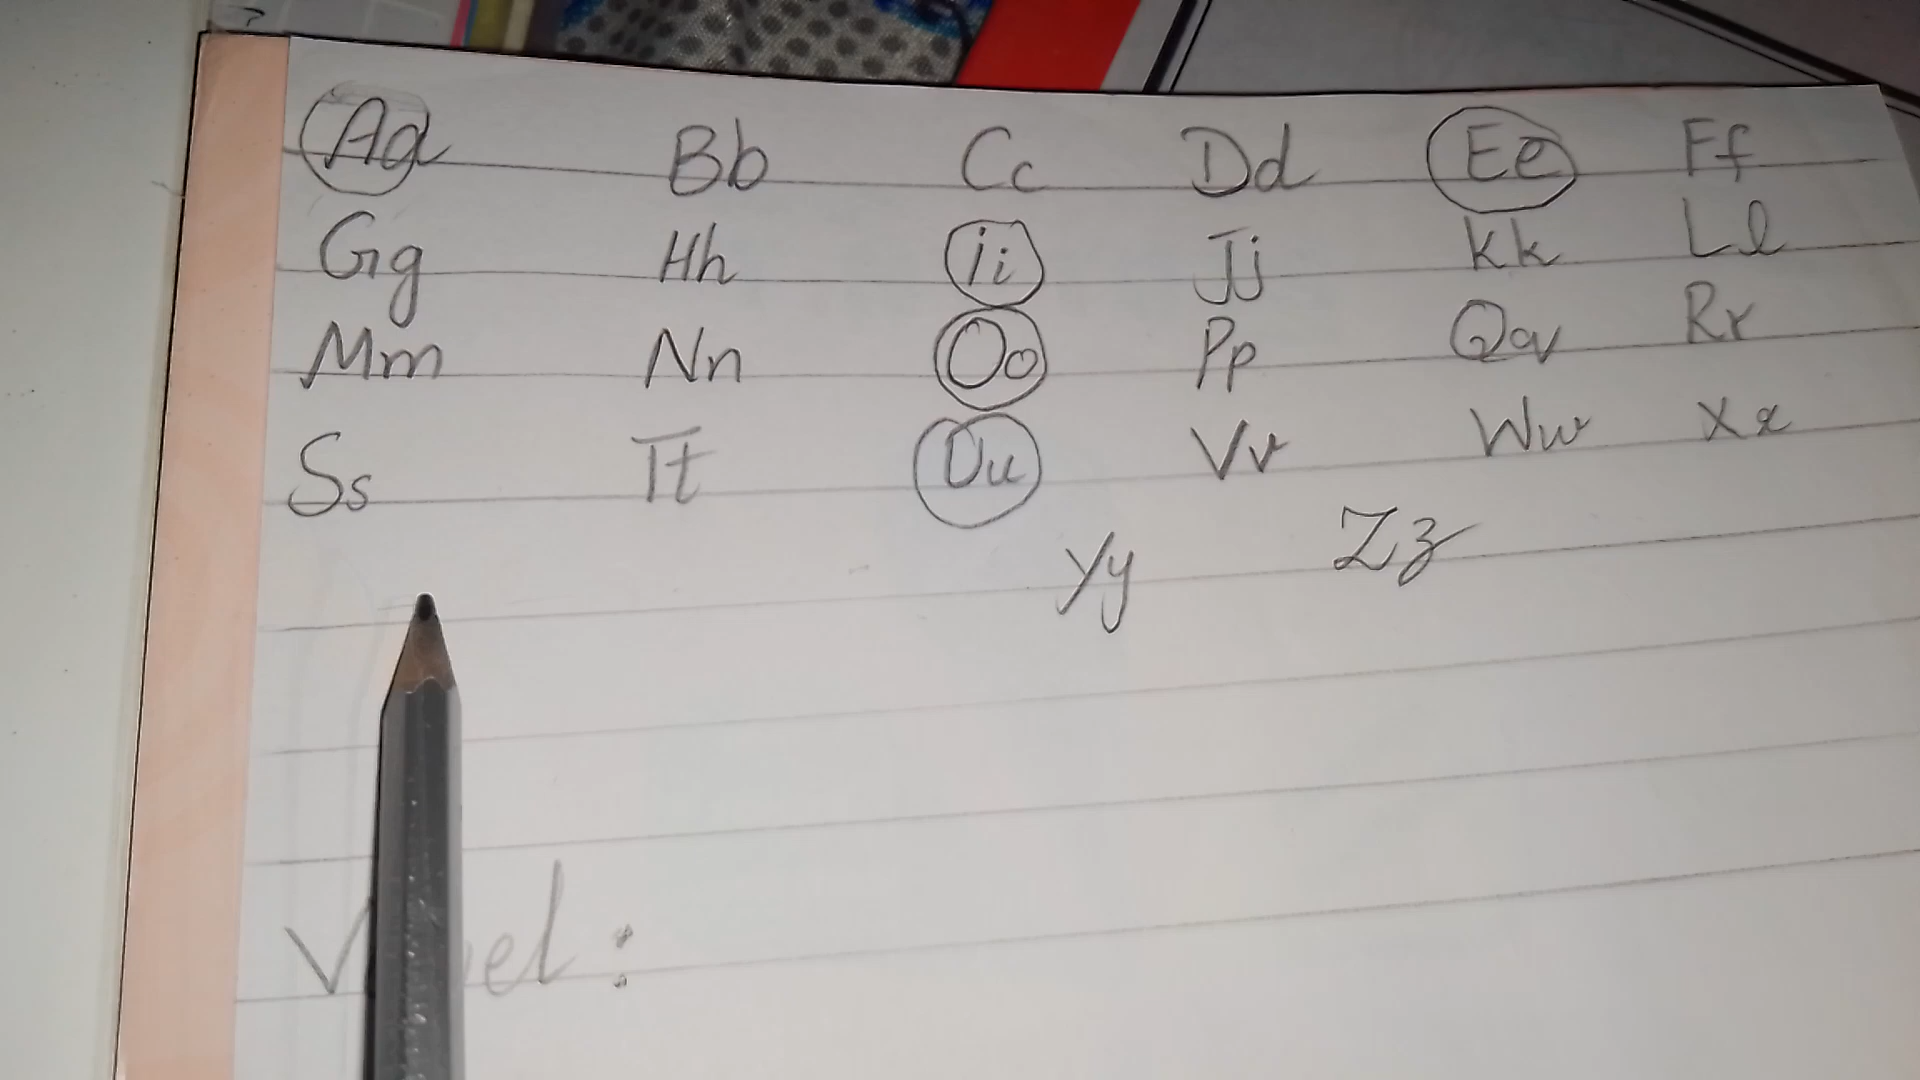 Aa Bb Cc Dd Ee Ff
Gg Hh Ii Jj Kk Ll
Mm Nn Oo Pp Qq Rr
Ss Tt Uu Vv Ww Xx
Yy Zz